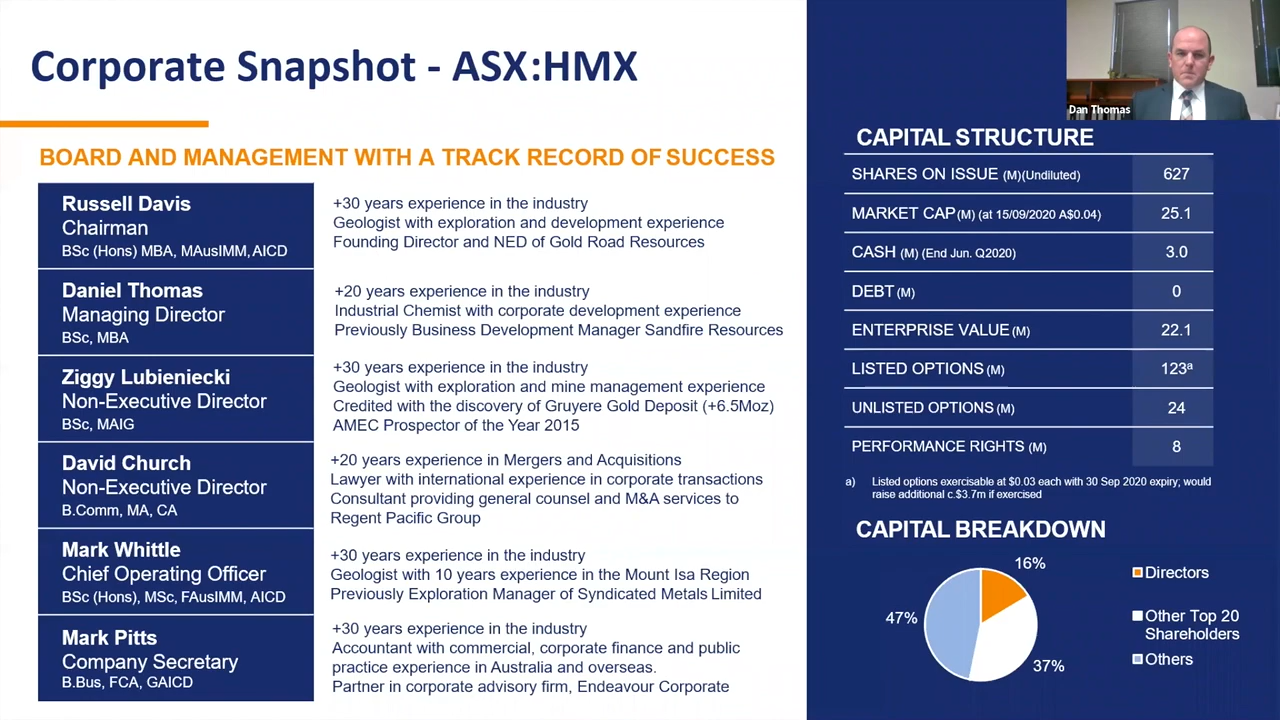 Corporate Snapshot - ASX:HMX
BOARD AND MANAGEMENT WITH A TRACK RECORD OF SUCCESS
Russell Davis
Chairman
BSc (Hons) MBA, MAusIMM, AICD
+30 years experience in the industry
Geologist with exploration and development experience
Founding Director and NED of Gold Road Resources
Daniel Thomas
Managing Director
BSc, MBA
+20 years experience in the industry
Industrial Chemist with corporate development experience
Previously Business Development Manager Sandfire Resources
Ziggy Lubieniecki
Non-Executive Director
BSc, MAIG
+30 years experience in the industry
Geologist with exploration and mine management experience
Credited with the discovery of Gruyere Gold Deposit (+6.5Moz)
AMEC Prospector of the Year 2015
David Church
Non-Executive Director
B.Comm, MA, CA
+20 years experience in Mergers and Acquisitions
Lawyer with international experience in corporate transactions
Consultant providing general counsel and M&A services to
Regent Pacific Group
Mark Whittle
Chief Operating Officer
BSc (Hons), MSc, FAusIMM, AICD
+30 years experience in the industry
Geologist with 10 years experience in the Mount Isa Region
Previously Exploration Manager of Syndicated Metals Limited
Mark Pitts
Company Secretary
B.Bus, FCA, GAICD
+30 years experience in the industry
Accountant with commercial, corporate finance and public
practice experience in Australia and overseas.
Partner in corporate advisory firm, Endeavour Corporate
Dan Thomas
CAPITAL STRUCTURE
SHARES ON ISSUE (M)(Undiluted) 627
MARKET CAP(M) (at 15/09/2020 A$0.04) 25.1
CASH (M) (End Jun. Q2020) 3.0
DEBT (M) 0
ENTERPRISE VALUE (M) 22.1
LISTED OPTIONS (M) 123ᵃ
UNLISTED OPTIONS (M) 24
PERFORMANCE RIGHTS (M) 8
a) Listed options exercisable at $0.03 each with 30 Sep 2020 expiry; would
raise additional c.$3.7m if exercised
CAPITAL BREAKDOWN
16%
47%
37%
Directors
Other Top 20
Shareholders
Others